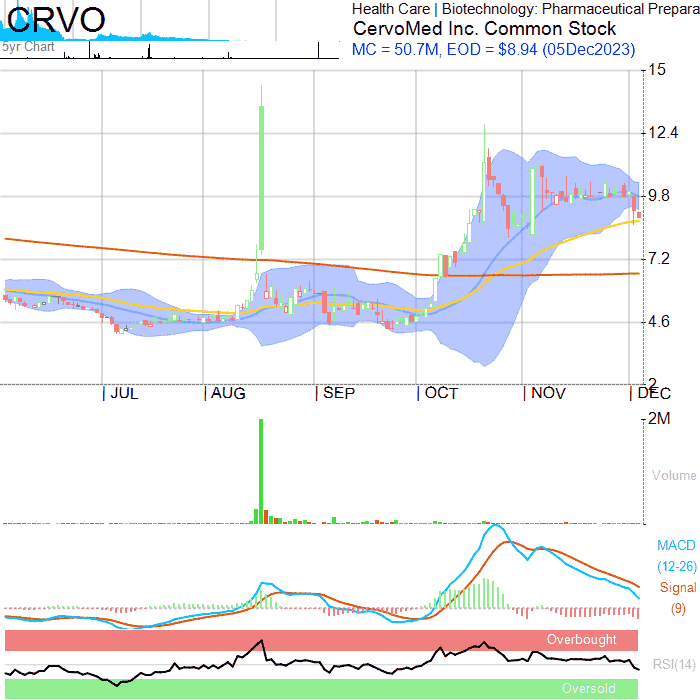 CRVO
5yr Chart
Health Care | Biotechnology: Pharmaceutical Prepara
CervoMed Inc. Common Stock
MC = 50.7M, EOD = $8.94 (05Dec2023)
15
12.4
9.8
7.2
4.6
2
JUL
AUG
SEP
OCT
NOV
DEC
2M
Volume
MACD
(12-26)
Signal
(9)
Overbought
RSI(14)
Oversold